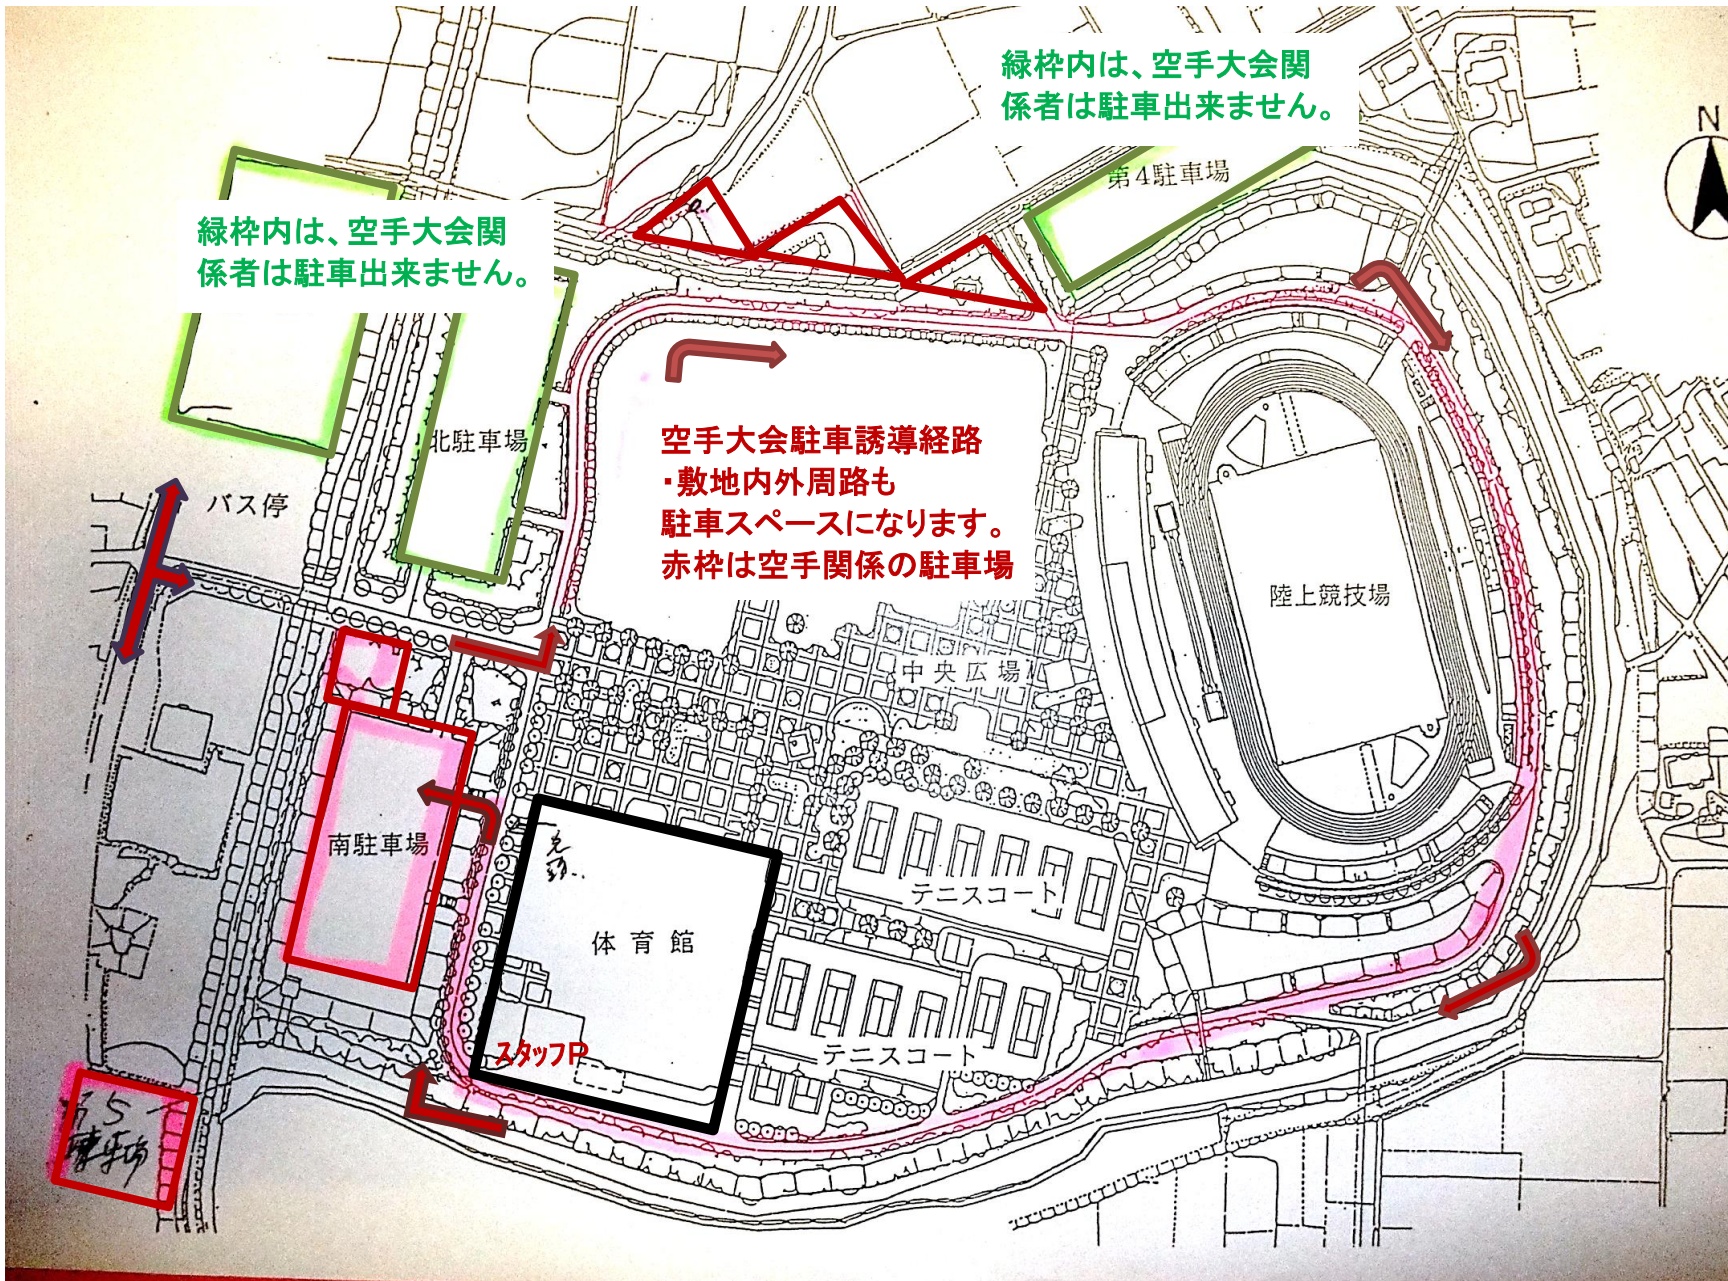 緑枠内は、空手大会関
係者は駐車出来ません。
N
第4駐車場
緑枠内は、空手大会関
係者は駐車出来ません。
北駐車場
バス停
空手大会駐車誘導経路
・敷地内外周路も
駐車スペースになります。
赤枠は空手関係の駐車場
陸上競技場
中央広場
南駐車場
テニスコート
体育館
スタッフP
テニスコート
第5
駐車場